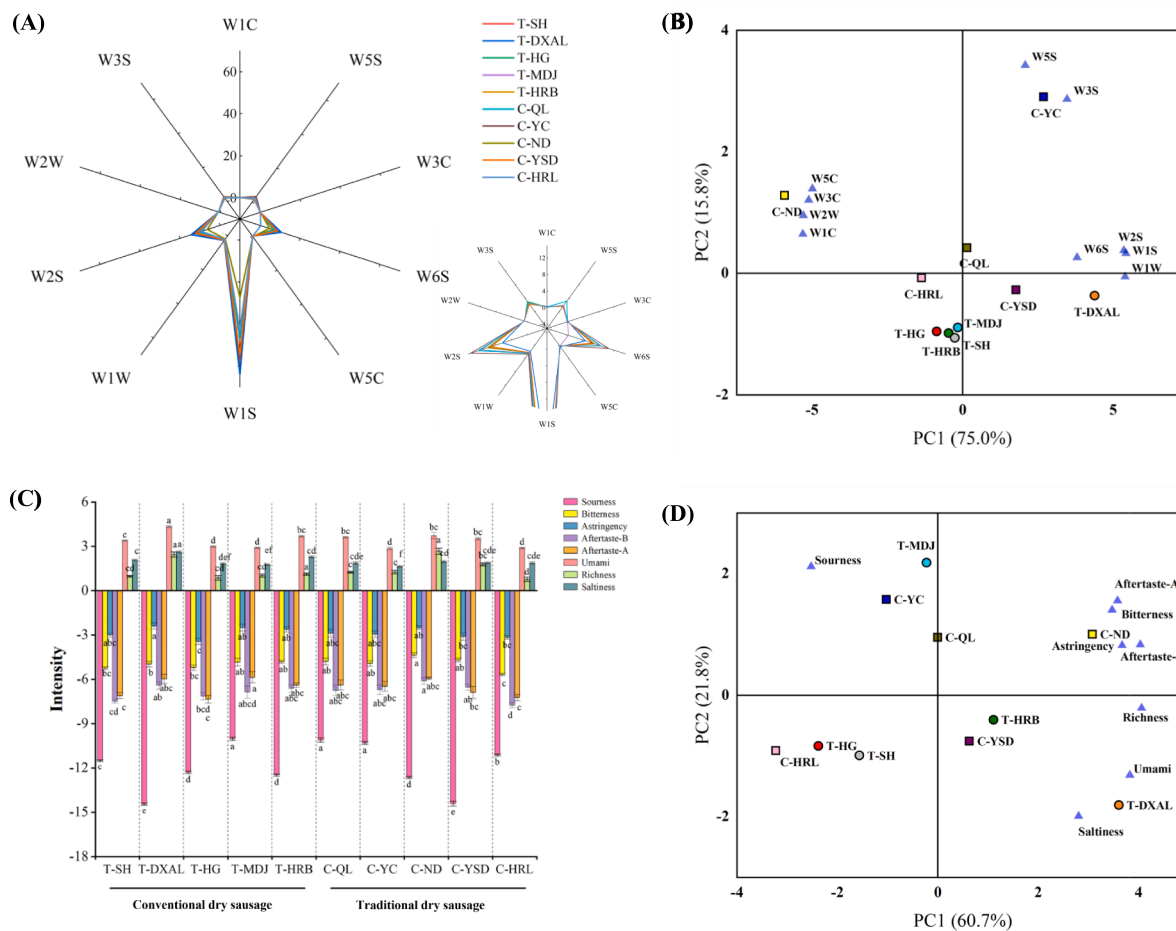 (A)
W1C
W5S
W3C
W6S
W5C
W1S
W1W
W2S
W2W
W3S
60
40
20
0
T-SH
T-DXAL
T-HG
T-MDJ
T-HRB
C-QL
C-YC
C-ND
C-YSD
C-HRL
W1C
W5S
W3C
W6S
W5C
W1S
W1W
W2S
W2W
W3S
12
8
4
0
(B)
4
2
0
-2
PC2 (15.8%)
W5S
W3S
C-YC
W5C
W3C
C-ND
W2W
W1C
C-QL
W6S
W2S
W1S
W1W
C-HRL
C-YSD
T-DXAL
T-MDJ
T-HG
T-SH
T-HRB
-5
0
5
PC1 (75.0%)
(C)
Sourness
Bitterness
Astringency
Aftertaste-B
Aftertaste-A
Umami
Richness
Saltiness
6
3
0
-3
-6
-9
-12
-15
-18
Intensity
T-SH
T-DXAL
T-HG
T-MDJ
T-HRB
C-QL
C-YC
C-ND
C-YSD
C-HRL
Conventional dry sausage
Traditional dry sausage
(D)
2
0
-2
PC2 (21.8%)
Sourness
T-MDJ
C-YC
C-QL
Aftertaste-A
Bitterness
C-ND
Astringency
Aftertaste-
Richness
T-HRB
C-YSD
T-HG
C-HRL
T-SH
Umami
T-DXAL
Saltiness
-4
-2
0
2
4
PC1 (60.7%)